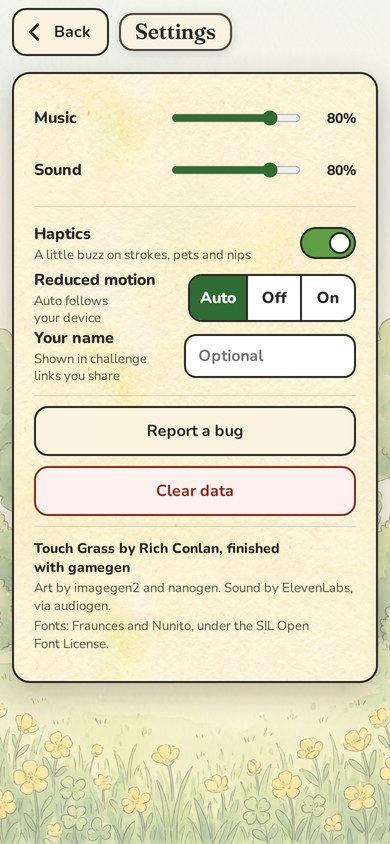 Back
Settings
Music
80%
Sound
80%
Haptics
A little buzz on strokes, pets and nips
Reduced motion
Auto follows
your device
Auto
Off
On
Your name
Shown in challenge
links you share
Optional
Report a bug
Clear data
Touch Grass by Rich Conlan, finished
with gamegen
Art by imagegen2 and nanogen. Sound by ElevenLabs,
via audiogen.
Fonts: Fraunces and Nunito, under the SIL Open
Font License.